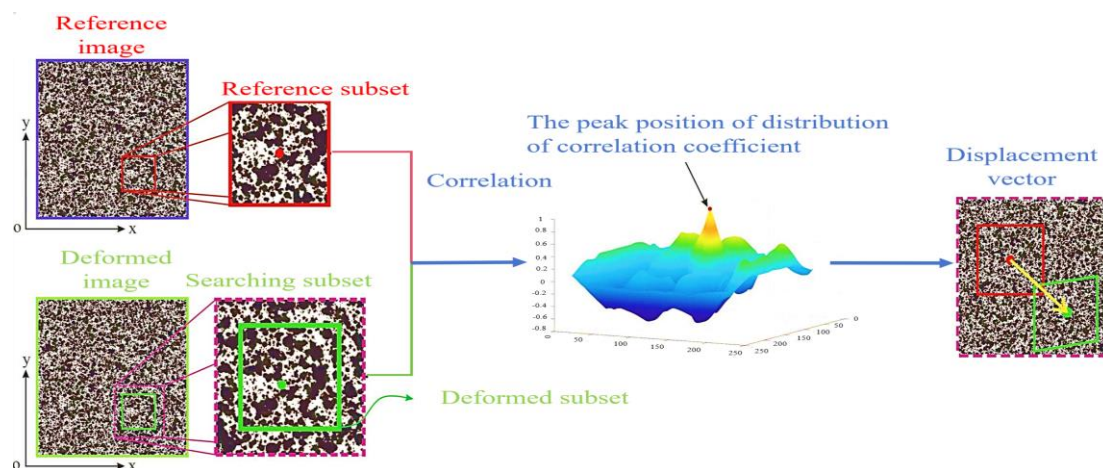 Reference
image
Reference subset
y
o
x
The peak position of distribution
of correlation coefficient
Correlation
Displacement
vector
1
0.8
0.6
0.4
0.2
0
-0.2
-0.4
-0.6
-0.8
0
50
100
150
200
250
250
200
150
100
50
0
Deformed
image
Searching subset
y
o
x
Deformed subset